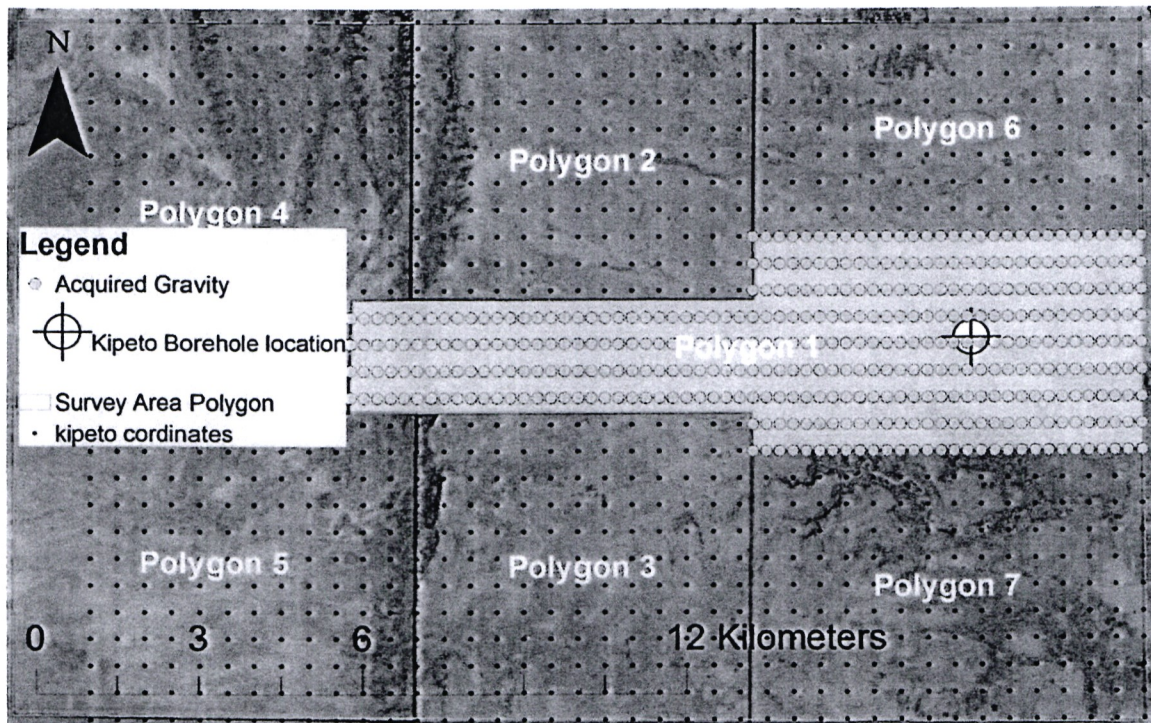 N
Polygon 6
Polygon 2
Polygon 4
Legend
Acquired Gravity
Kipeto Borehole location
Polygon 1
Survey Area Polygon
kipeto cordinates
Polygon 5
Polygon 3
Polygon 7
0 3 6 12 Kilometers